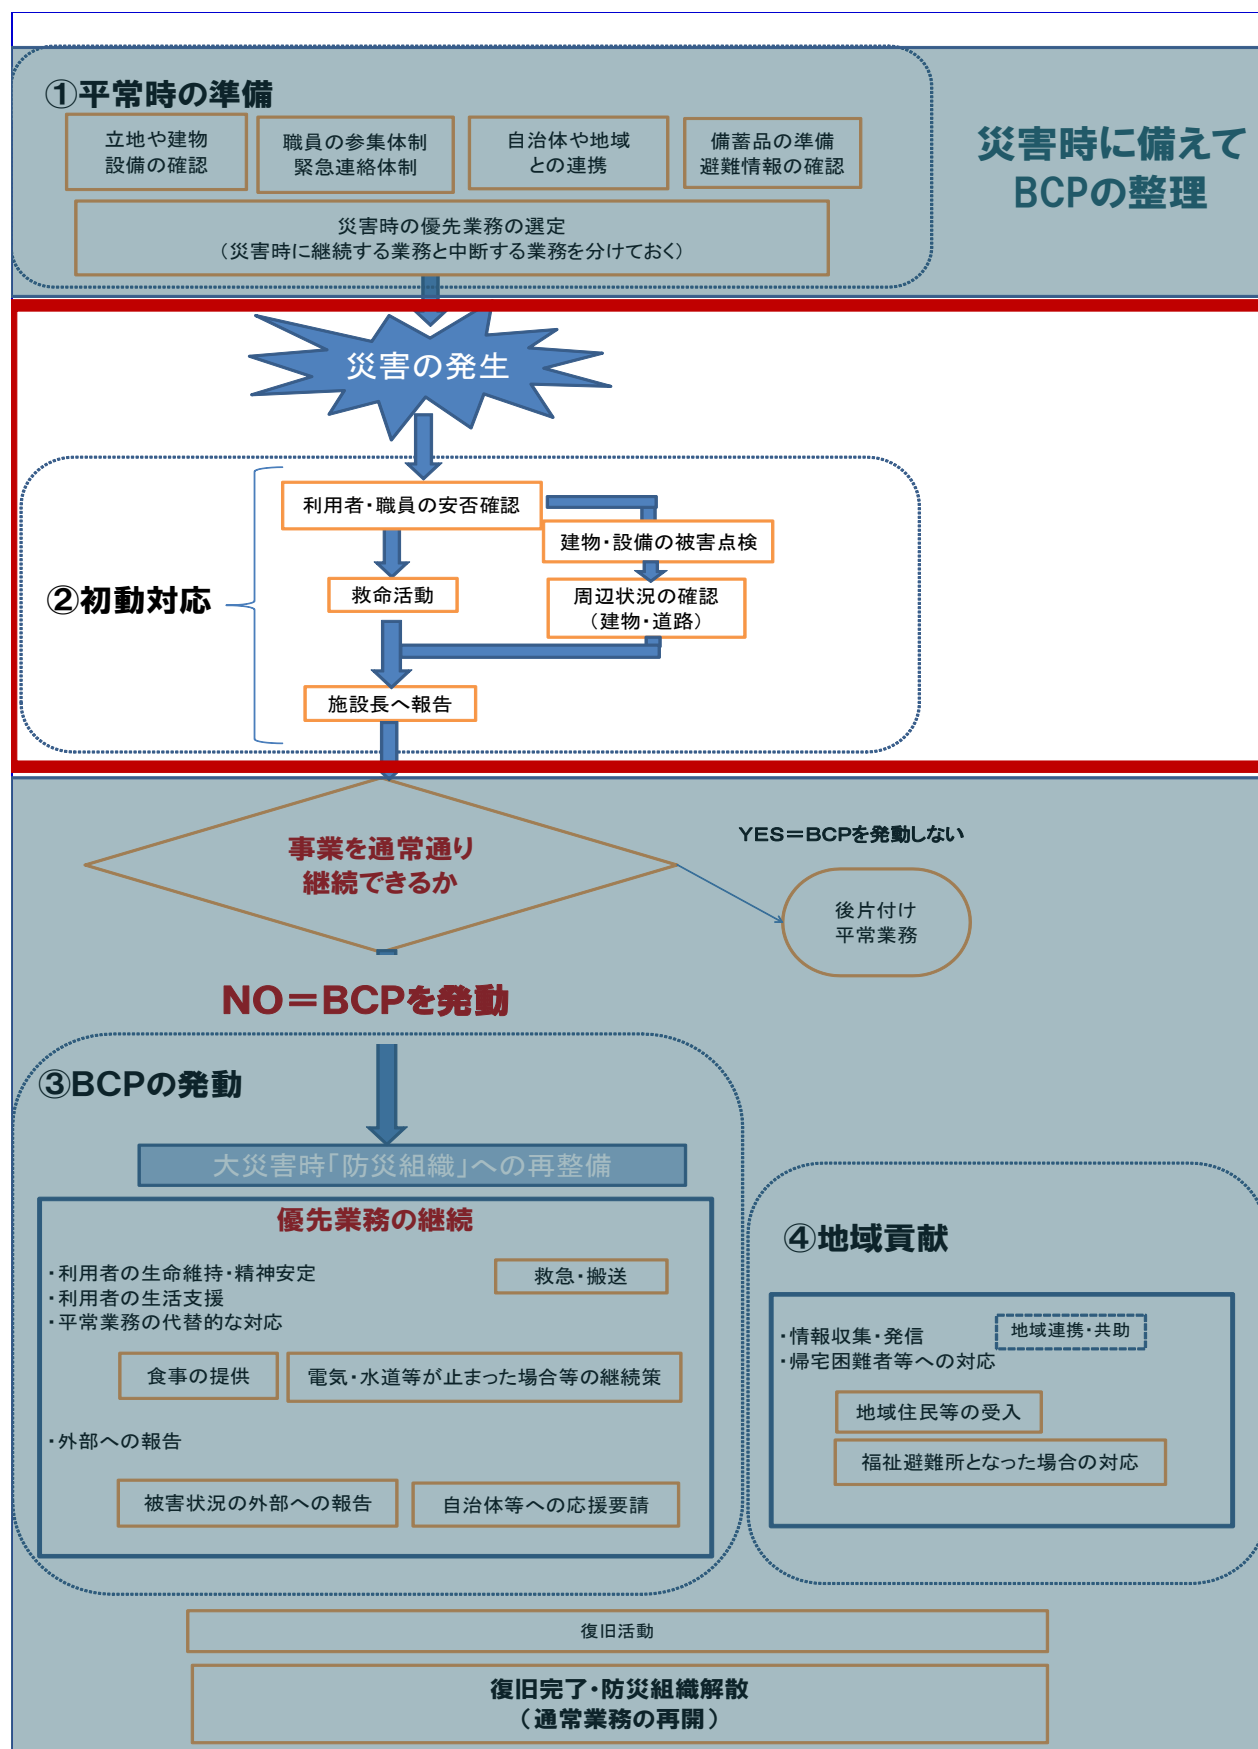 ①平常時の準備
立地や建物
設備の確認
職員の参集体制
緊急連絡体制
自治体や地域
との連携
備蓄品の準備
避難情報の確認
災害時に備えて
BCPの整理
災害時の優先業務の選定
（災害時に継続する業務と中断する業務を分けておく）
災害の発生
②初動対応
利用者・職員の安否確認
建物・設備の被害点検
救命活動
周辺状況の確認
（建物・道路）
施設長へ報告
事業を通常通り
継続できるか
YES＝BCPを発動しない
後片付け
平常業務
NO＝BCPを発動
③BCPの発動
大災害時「防災組織」への再整備
優先業務の継続
・利用者の生命維持・精神安定
・利用者の生活支援
・平常業務の代替的な対応
救急・搬送
食事の提供
電気・水道等が止まった場合等の継続策
・外部への報告
被害状況の外部への報告
自治体等への応援要請
④地域貢献
・情報収集・発信
・帰宅困難者等への対応
地域連携・共助
地域住民等の受入
福祉避難所となった場合の対応
復旧活動
復旧完了・防災組織解散
（通常業務の再開）